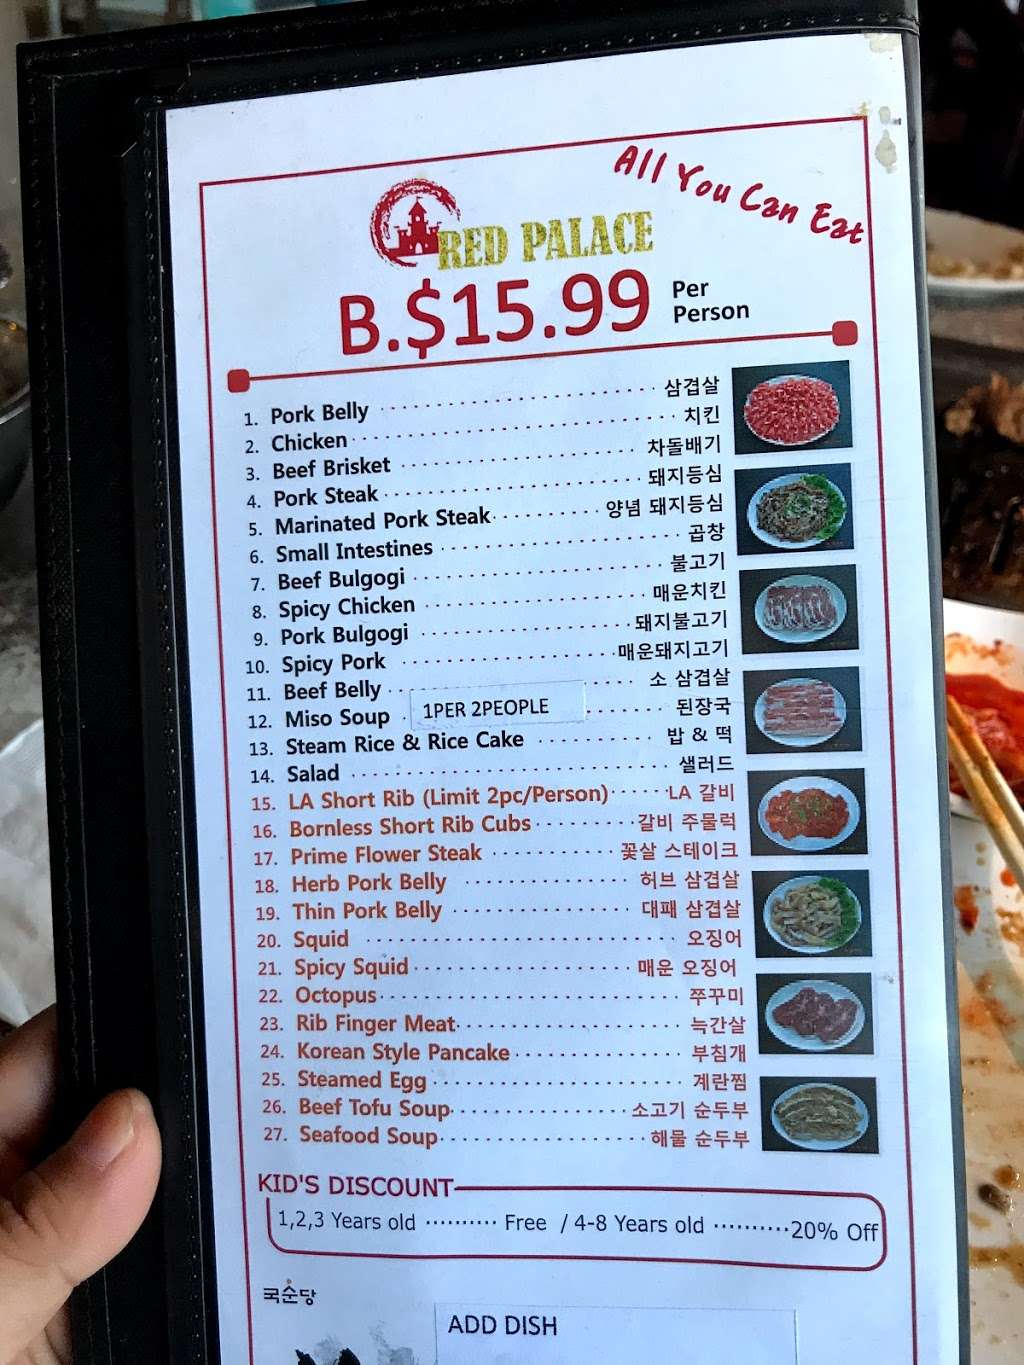 All You Can Eat
RED PALACE
B.$15.99 Per Person
1. Pork Belly 삼겹살
2. Chicken 치킨
3. Beef Brisket 차돌배기
4. Pork Steak 돼지등심
5. Marinated Pork Steak 양념 돼지등심
6. Small Intestines 곱창
7. Beef Bulgogi 불고기
8. Spicy Chicken 매운치킨
9. Pork Bulgogi 돼지불고기
10. Spicy Pork 매운돼지고기
11. Beef Belly 소 삼겹살
12. Miso Soup 1PER 2PEOPLE 된장국
13. Steam Rice & Rice Cake 밥 & 떡
14. Salad 샐러드
15. LA Short Rib (Limit 2pc/Person) LA 갈비
16. Bornless Short Rib Cubs 갈비 주물럭
17. Prime Flower Steak 꽃살 스테이크
18. Herb Pork Belly 허브 삼겹살
19. Thin Pork Belly 대패 삼겹살
20. Squid 오징어
21. Spicy Squid 매운 오징어
22. Octopus 쭈꾸미
23. Rib Finger Meat 늑간살
24. Korean Style Pancake 부침개
25. Steamed Egg 계란찜
26. Beef Tofu Soup 소고기 순두부
27. Seafood Soup 해물 순두부
KID'S DISCOUNT
1,2,3 Years old ·········· Free / 4-8 Years old ··········20% Off
국순당
ADD DISH